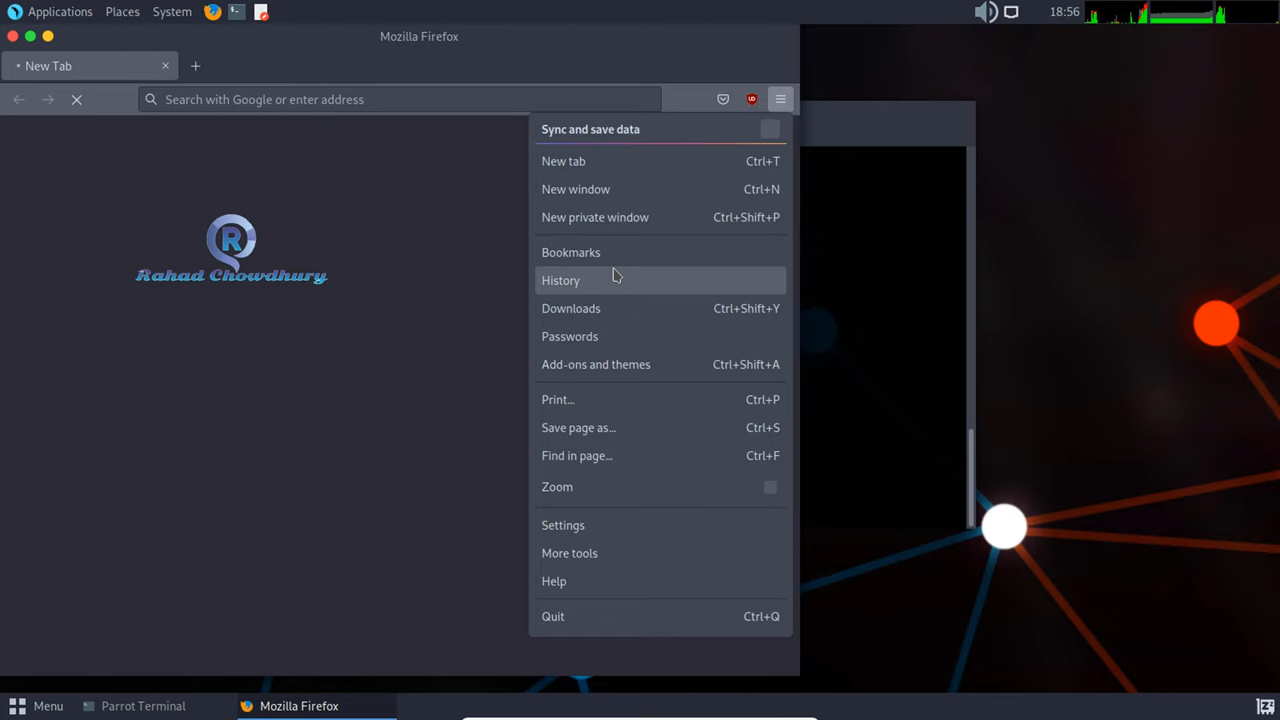 Applications Places System 18:56
Mozilla Firefox
New Tab
Search with Google or enter address
Sync and save data
New tab Ctrl+T
New window Ctrl+N
New private window Ctrl+Shift+P
Bookmarks
History
Downloads Ctrl+Shift+Y
Passwords
Add-ons and themes Ctrl+Shift+A
Print... Ctrl+P
Save page as... Ctrl+S
Find in page... Ctrl+F
Zoom
Settings
More tools
Help
Quit Ctrl+Q
R
Rahad Chowdhury
Menu Parrot Terminal Mozilla Firefox